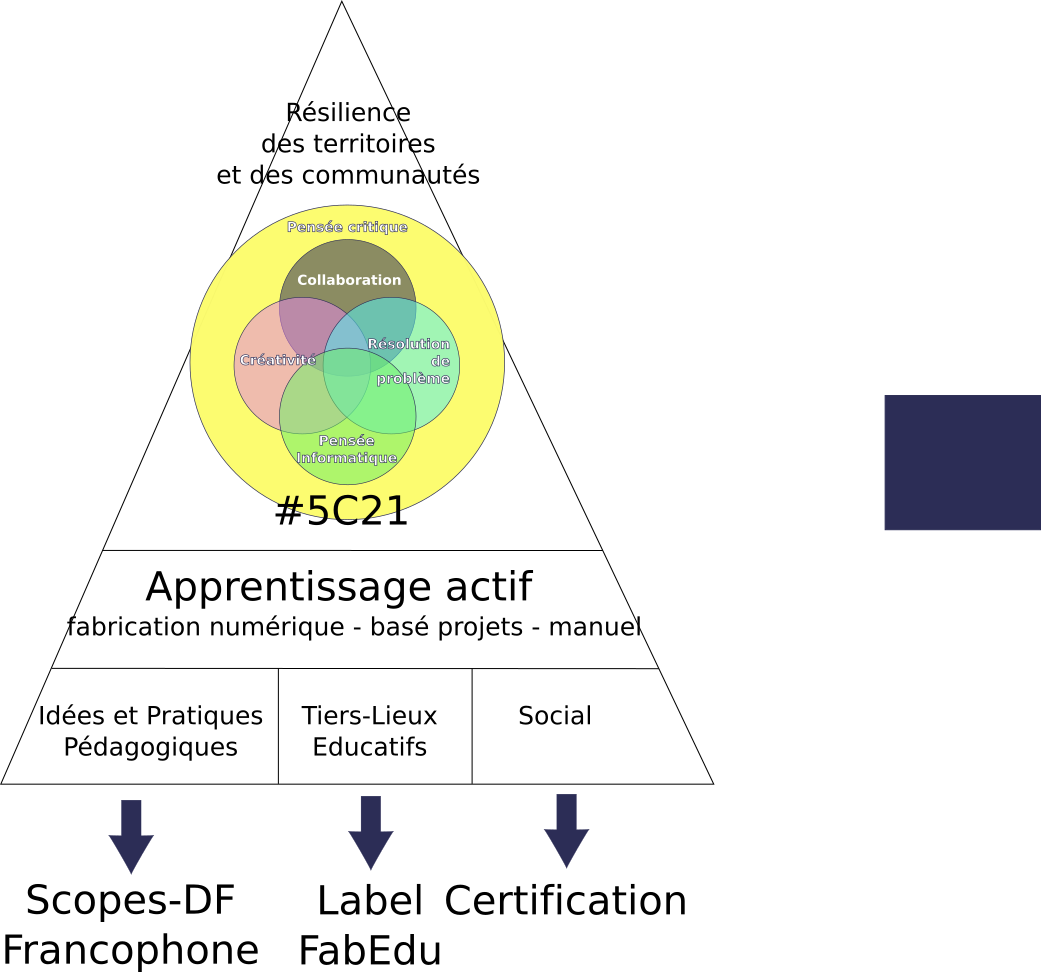 Résilience
des territoires
et des communautés
Pensée critique
Collaboration
Créativité
Résolution
de
problème
Pensée
Informatique
#5C21
Apprentissage actif
fabrication numérique - basé projets - manuel
Idées et Pratiques
Pédagogiques
Tiers-Lieux
Educatifs
Social
Scopes-DF
Francophone
Label
FabEdu
Certification